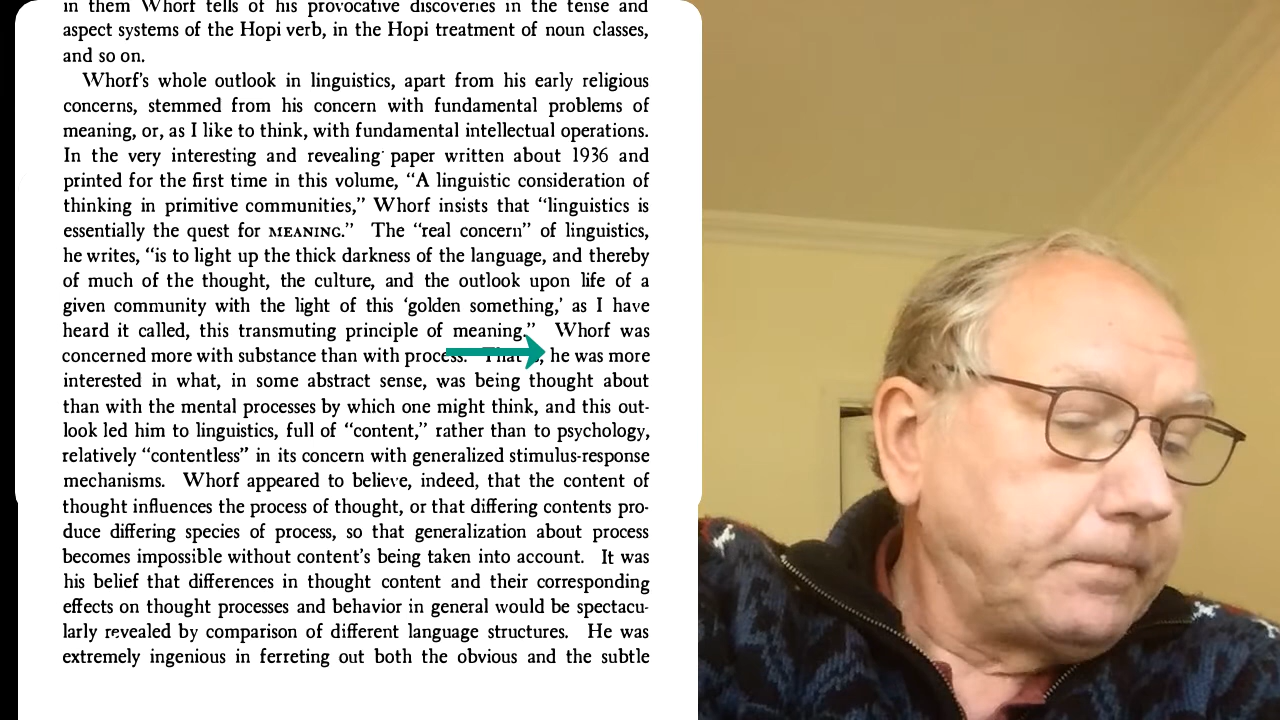 in them Whorf tells of his provocative discoveries in the tense and
aspect systems of the Hopi verb, in the Hopi treatment of noun classes,
and so on.
Whorf's whole outlook in linguistics, apart from his early religious
concerns, stemmed from his concern with fundamental problems of
meaning, or, as I like to think, with fundamental intellectual operations.
In the very interesting and revealing paper written about 1936 and
printed for the first time in this volume, “A linguistic consideration of
thinking in primitive communities,” Whorf insists that “linguistics is
essentially the quest for MEANING.” The “real concern” of linguistics,
he writes, “is to light up the thick darkness of the language, and thereby
of much of the thought, the culture, and the outlook upon life of a
given community with the light of this ‘golden something,’ as I have
heard it called, this transmuting principle of meaning.” Whorf was
concerned more with substance than with process. That is, he was more
interested in what, in some abstract sense, was being thought about
than with the mental processes by which one might think, and this out-
look led him to linguistics, full of “content,” rather than to psychology,
relatively “contentless” in its concern with generalized stimulus-response
mechanisms. Whorf appeared to believe, indeed, that the content of
thought influences the process of thought, or that differing contents pro-
duce differing species of process, so that generalization about process
becomes impossible without content's being taken into account. It was
his belief that differences in thought content and their corresponding
effects on thought processes and behavior in general would be spectacu-
larly revealed by comparison of different language structures. He was
extremely ingenious in ferreting out both the obvious and the subtle